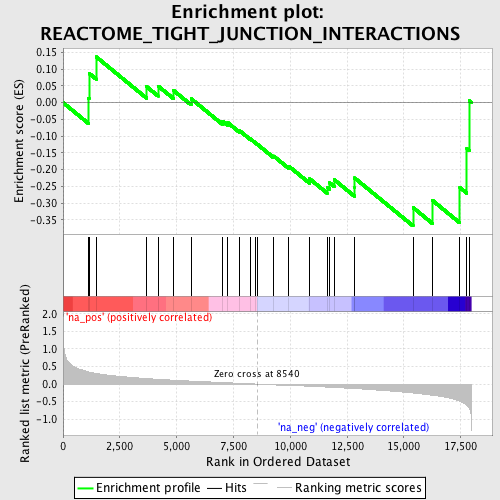 Enrichment plot:
REACTOME_TIGHT_JUNCTION_INTERACTIONS
Enrichment score (ES)
0.15
0.10
0.05
0.00
-0.05
-0.10
-0.15
-0.20
-0.25
-0.30
-0.35
'na_pos' (positively correlated)
Ranked list metric (PreRanked)
2.0
1.5
1.0
0.5
0.0
-0.5
-1.0
Zero cross at 8540
'na_neg' (negatively correlated)
0
2,500
5,000
7,500
10,000
12,500
15,000
17,500
Rank in Ordered Dataset
Enrichment profile
Hits
Ranking metric scores